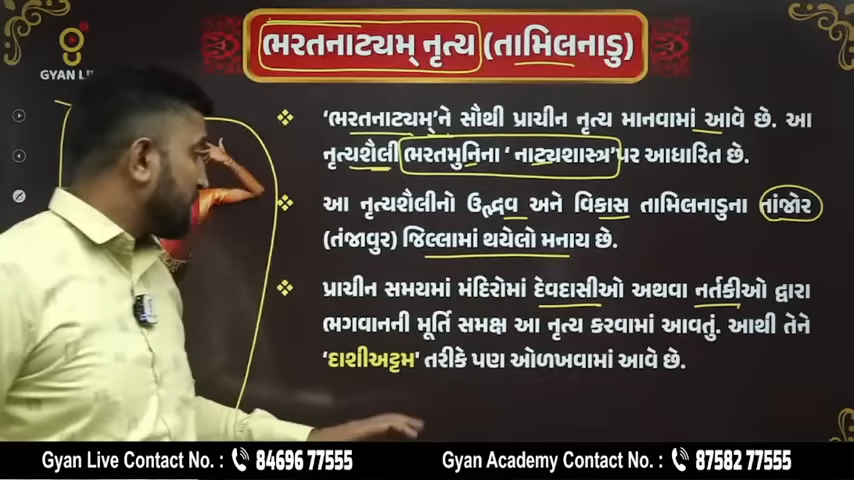 GYAN LI
ભરતનાટ્યમ્ નૃત્ય (તામિલનાડુ)
❖ ‘ભરતનાટ્યમ્’ને સૌથી પ્રાચીન નૃત્ય માનવામાં આવે છે. આ
નૃત્યશૈલી ભરતમુનિના ‘ નાટ્યશાસ્ત્ર’પર આધારિત છે.
❖ આ નૃત્યશૈલીનો ઉદ્ભવ અને વિકાસ તામિલનાડુના તાંજોર
(તંજાવુર) જિલ્લામાં થયેલો મનાય છે.
❖ પ્રાચીન સમયમાં મંદિરોમાં દેવદાસીઓ અથવા નર્તકીઓ દ્વારા
ભગવાનની મૂર્તિ સમક્ષ આ નૃત્ય કરવામાં આવતું. આથી તેને
‘દાશીઅટ્ટમ' તરીકે પણ ઓળખવામાં આવે છે.
Gyan Live Contact No. : 84696 77555 Gyan Academy Contact No. : 87582 77555